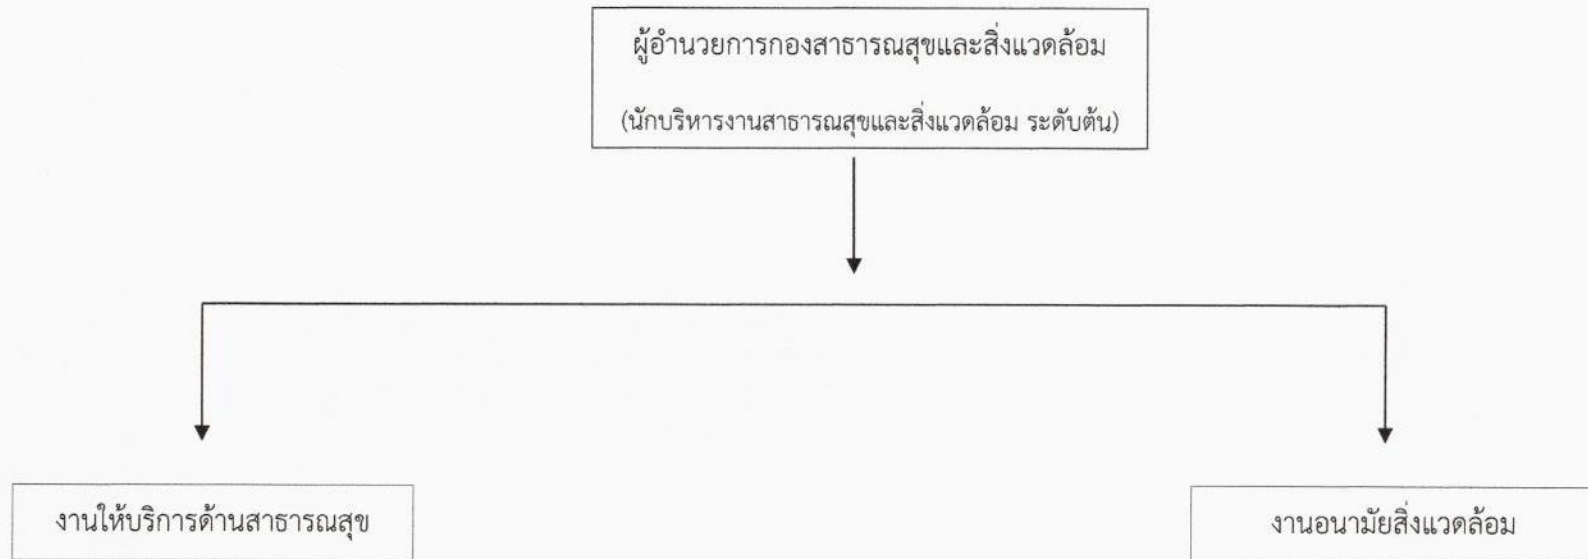 ผู้อำนวยการกองสาธารณสุขและสิ่งแวดล้อม
(นักบริหารงานสาธารณสุขและสิ่งแวดล้อม ระดับต้น)
งานให้บริการด้านสาธารณสุข
งานอนามัยสิ่งแวดล้อม